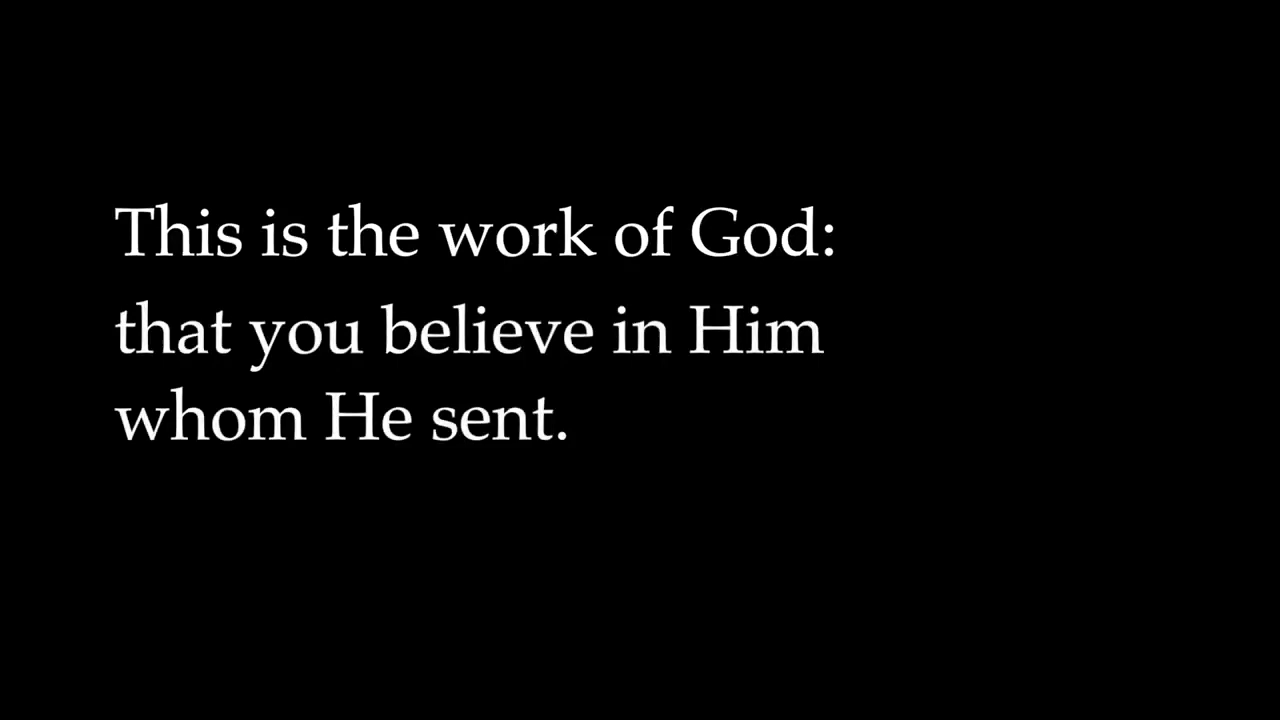 This is the work of God:
that you believe in Him
whom He sent.